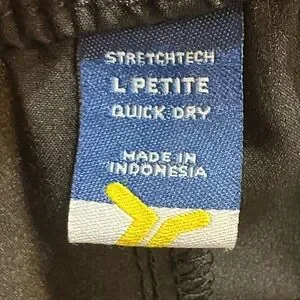 STRETCHTECH
L PETITE
QUICK DRY
MADE IN
INDONESIA